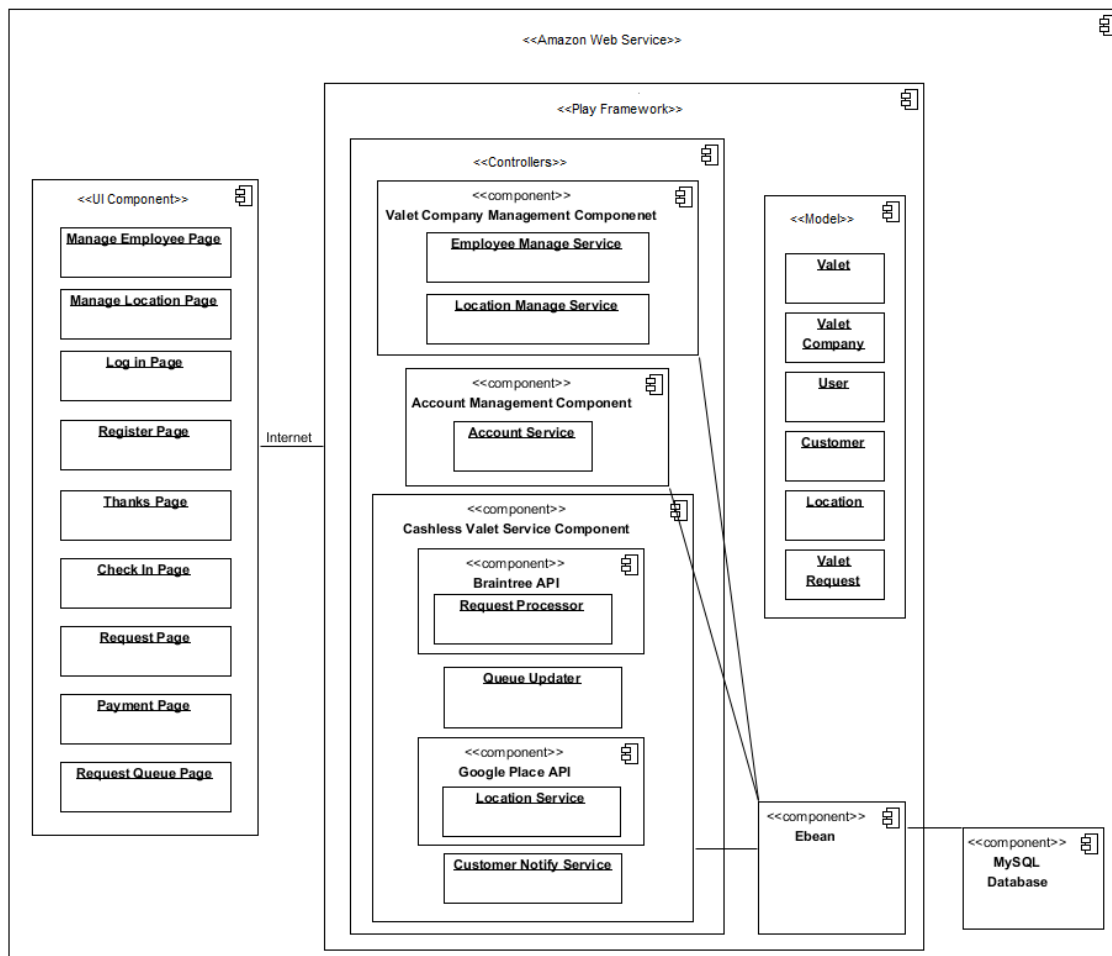 <<Amazon Web Service>>
<<Play Framework>>
<<Controllers>>
<<component>>
Valet Company Management Componenet
Employee Manage Service
Location Manage Service
<<component>>
Account Management Component
Account Service
<<component>>
Cashless Valet Service Component
<<component>>
Braintree API
Request Processor
Queue Updater
<<component>>
Google Place API
Location Service
Customer Notify Service
<<UI Component>>
Manage Employee Page
Manage Location Page
Log in Page
Register Page
Thanks Page
Check In Page
Request Page
Payment Page
Request Queue Page
Internet
<<Model>>
Valet
Valet
Company
User
Customer
Location
Valet
Request
<<component>>
Ebean
<<component>>
MySQL
Database